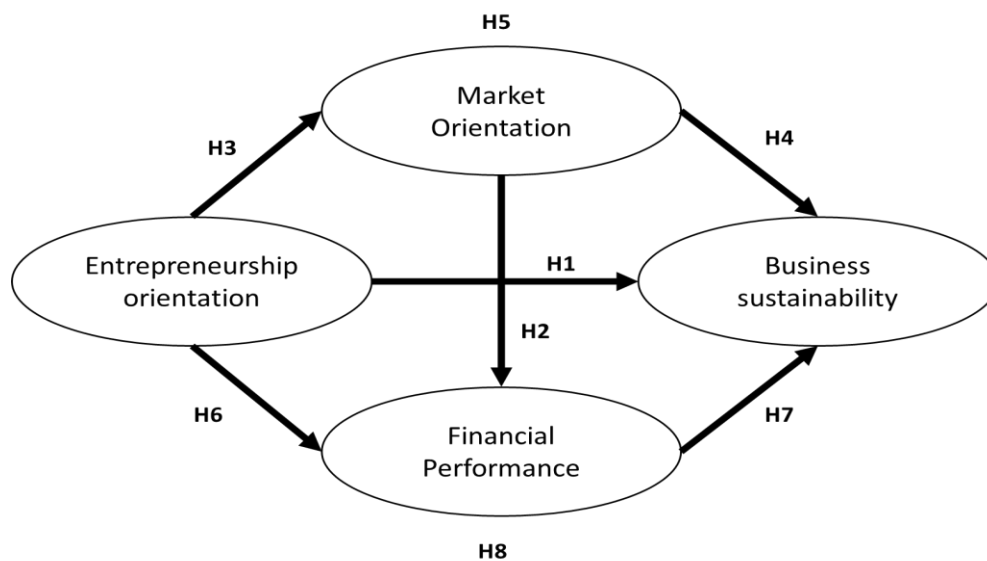 H5
Market
Orientation
H3
H4
Entrepreneurship
orientation
H1
Business
sustainability
H2
H6
H7
Financial
Performance
H8